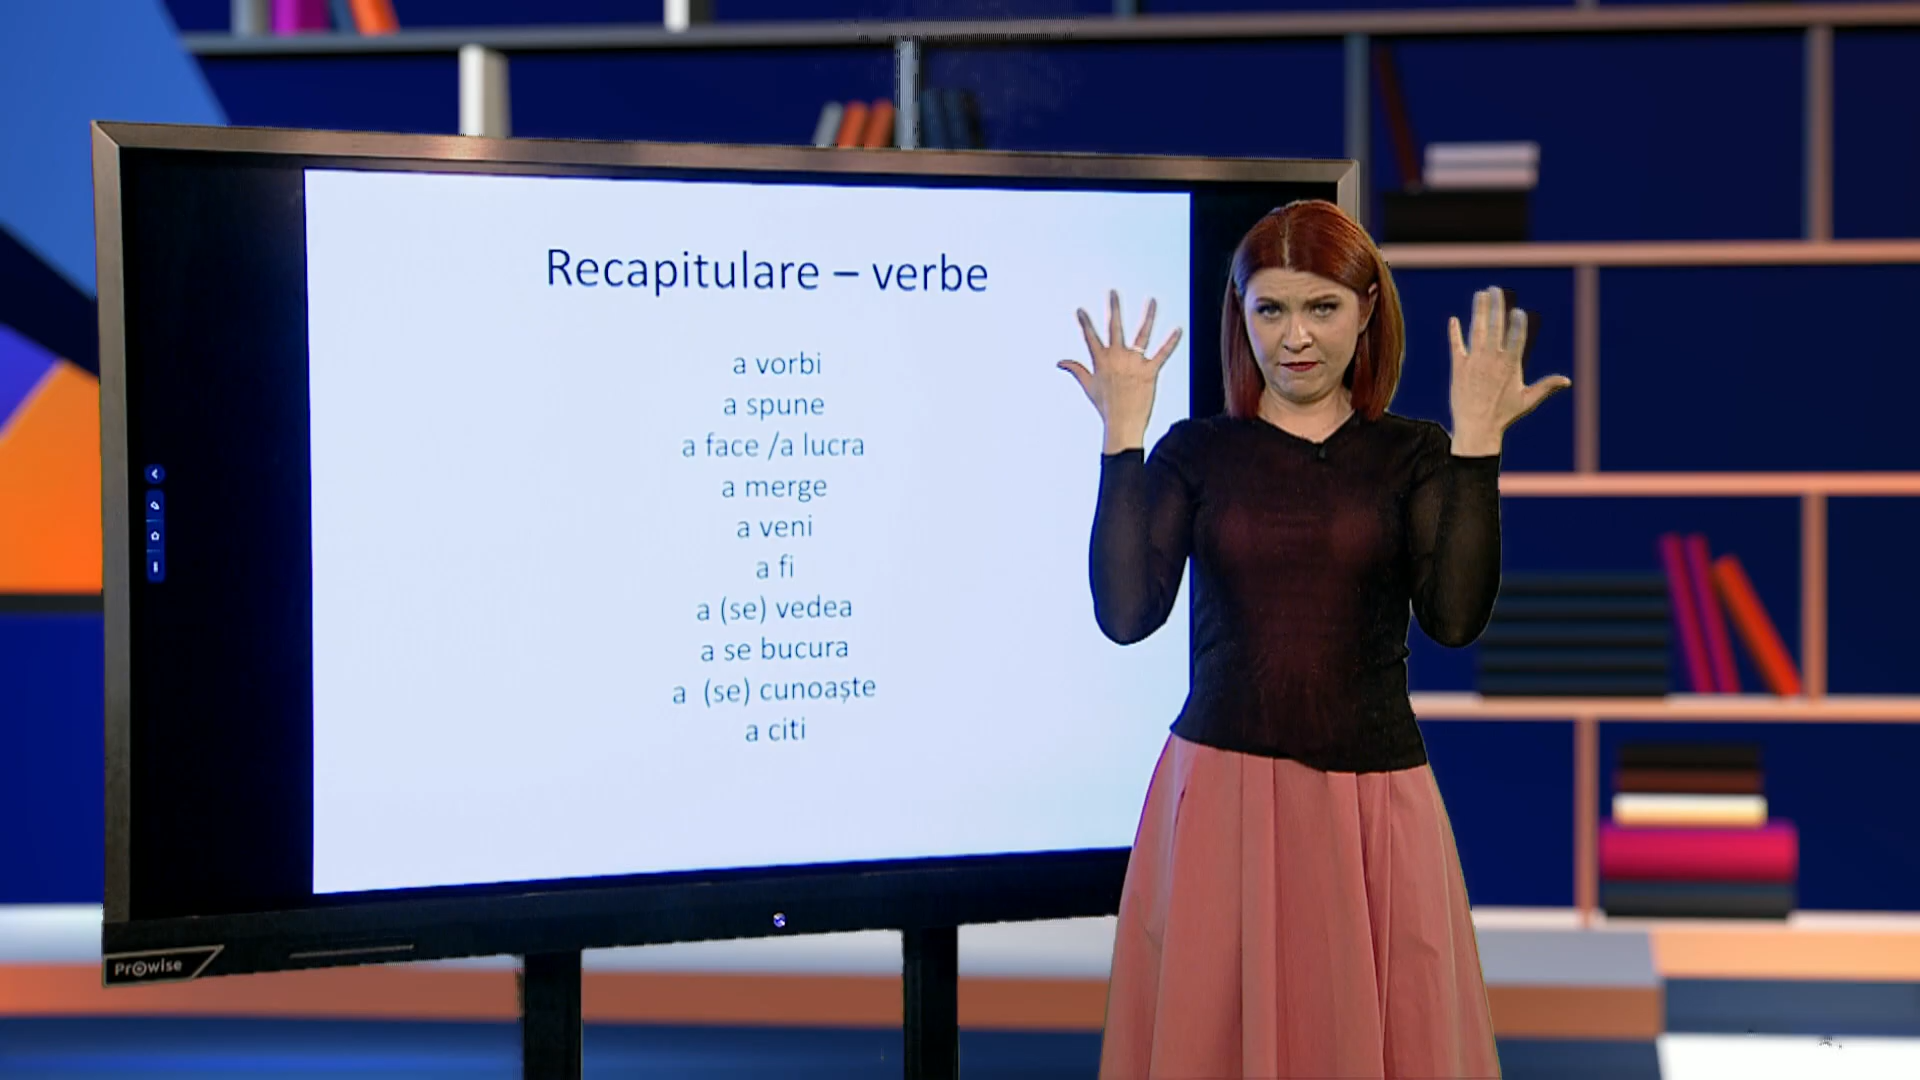 Recapitulare – verbe
a vorbi
a spune
a face /a lucra
a merge
a veni
a fi
a (se) vedea
a se bucura
a (se) cunoaște
a citi
Prowise